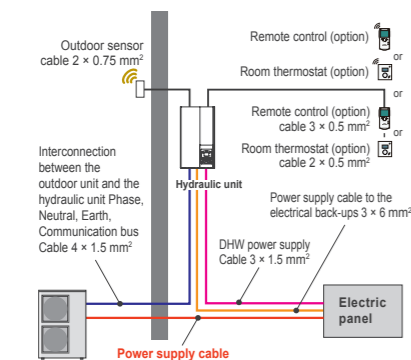 Outdoor sensor
cable 2 × 0.75 mm²
Remote control (option)
or
Room thermostat (option)
or
Remote control (option)
cable 3 × 0.5 mm²
or
Room thermostat (option)
cable 2 × 0.5 mm²
Interconnection
between the
outdoor unit and the
hydraulic unit Phase,
Neutral, Earth,
Communication bus
Cable 4 × 1.5 mm²
Hydraulic unit
Power supply cable to the
electrical back-ups 3 × 6 mm²
DHW power supply
Cable 3 × 1.5 mm²
Electric
panel
Power supply cable